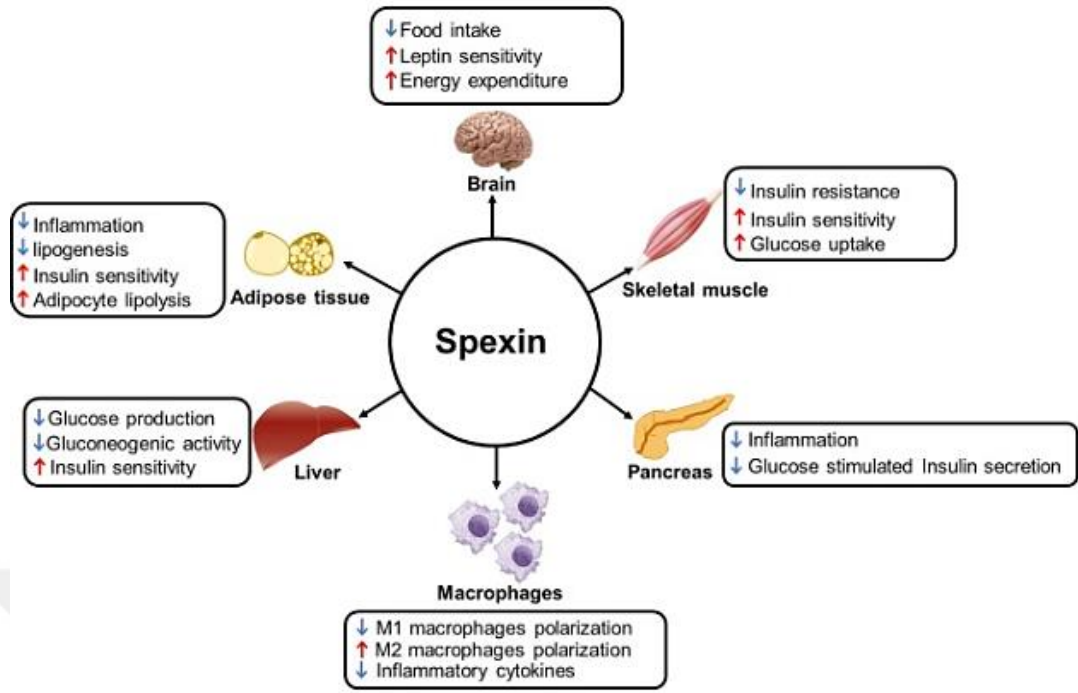 ↓ Food intake
↑ Leptin sensitivity
↑ Energy expenditure
Brain
↓ Insulin resistance
↑ Insulin sensitivity
↑ Glucose uptake
Skeletal muscle
↓ Inflammation
↓ lipogenesis
↑ Insulin sensitivity
↑ Adipocyte lipolysis
Adipose tissue
Spexin
↓ Glucose production
↓ Gluconeogenic activity
↑ Insulin sensitivity
Liver
Pancreas
↓ Inflammation
↓ Glucose stimulated Insulin secretion
Macrophages
↓ M1 macrophages polarization
↑ M2 macrophages polarization
↓ Inflammatory cytokines